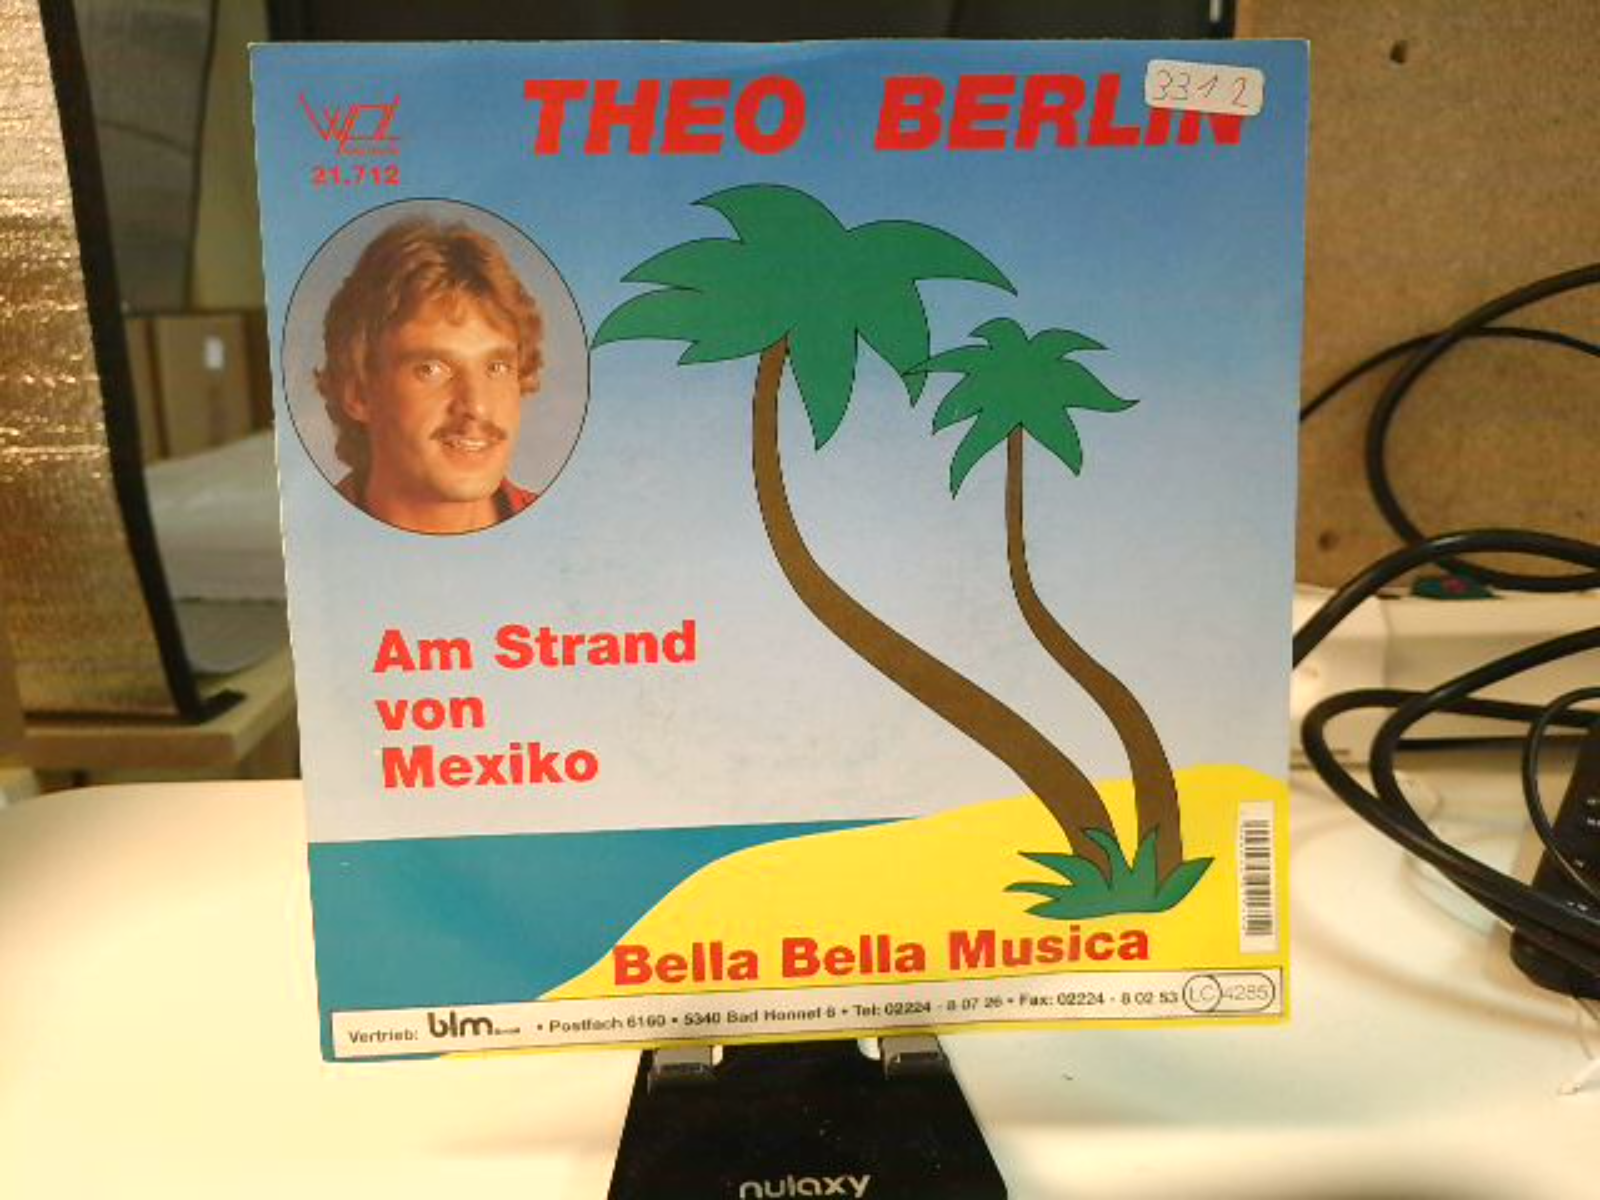 THEO BERLIN
3312
21.712
Am Strand
von
Mexiko
Bella Bella Musica
Vertrieb: blm • Postfach 6160 • 5340 Bad Honnef 6 • Tel: 02224 - 8 07 26 • Fax: 02224 - 8 02 53 LC 4285
nulaxy